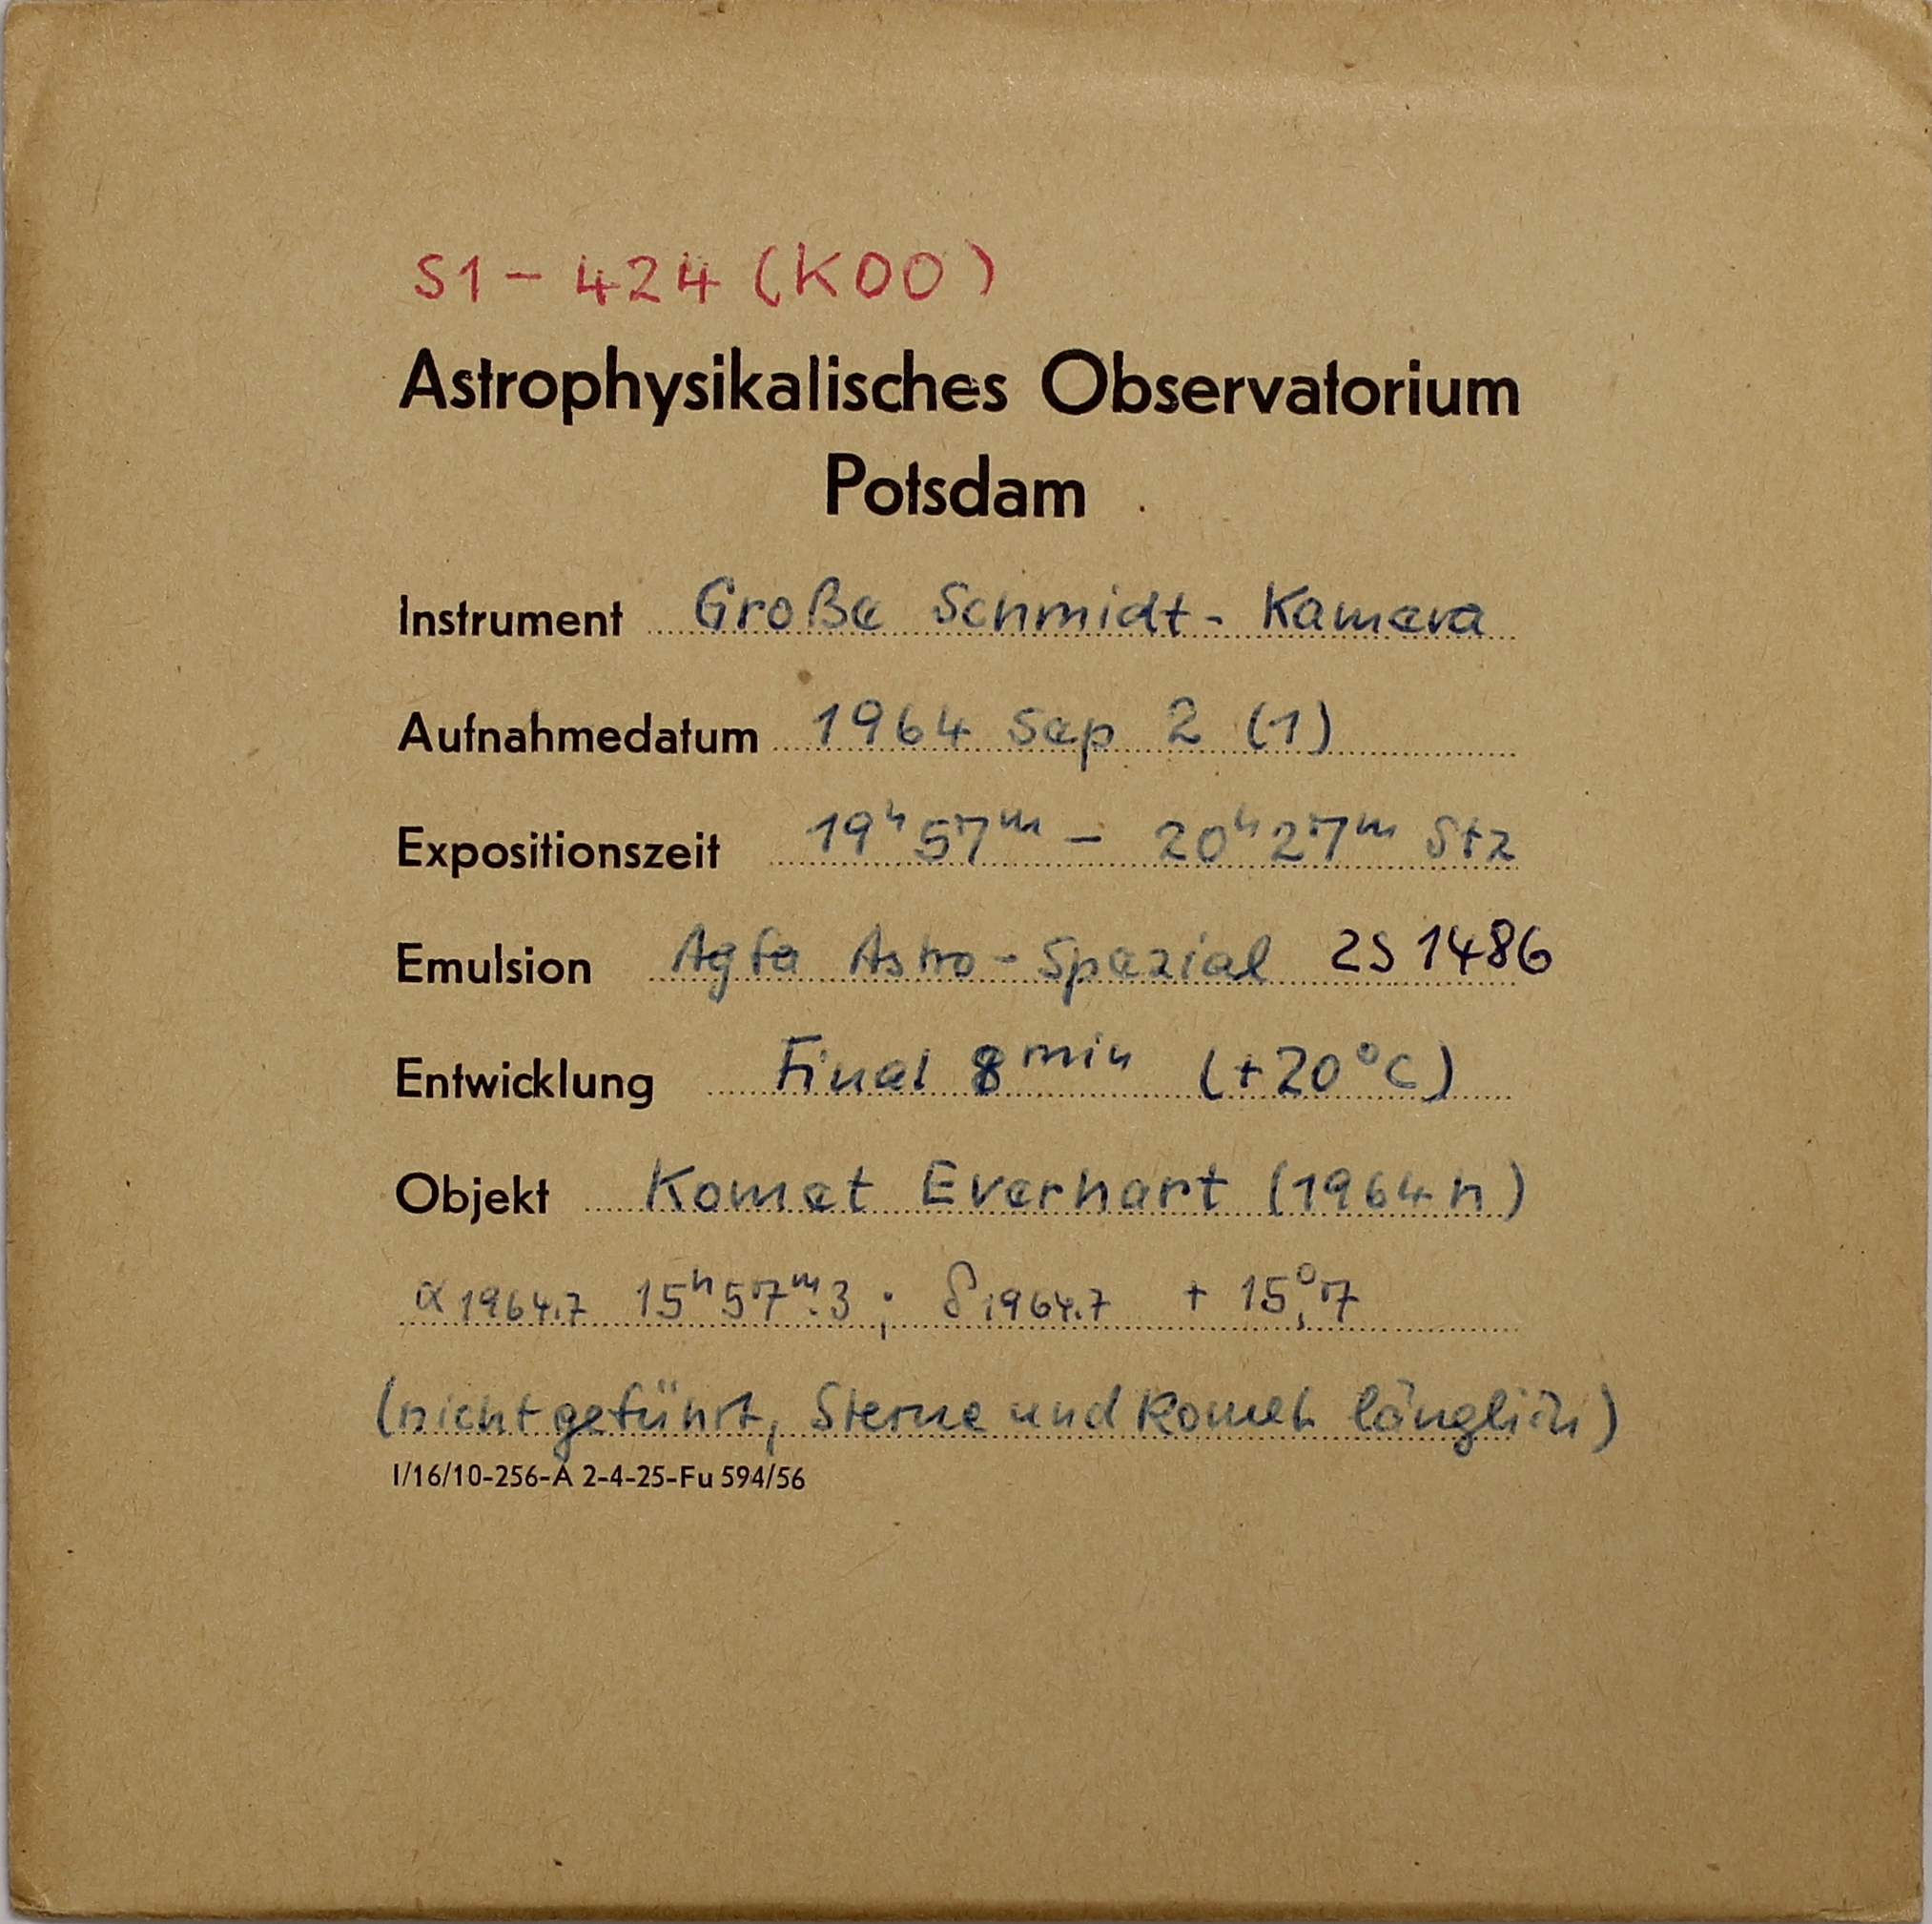 S1 - 424 (KOO)
Astrophysikalisches Observatorium
Potsdam
Instrument Große Schmidt - Kamera
Aufnahmedatum 1964 Sep 2 (1)
Expositionszeit 19ʰ57ᵐ - 20ʰ27ᵐ Stz
Emulsion Agfa Astro-Spezial ZS 1486
Entwicklung Final 8ᵐⁱⁿ (+20°C)
Objekt Komet Everhart (1964h)
α1964.7 15ʰ57ᵐ.3 ; δ1964.7 + 15°.7
(nicht geführt, Sterne und Komet länglich)
I/16/10-256-A 2-4-25-Fu 594/56